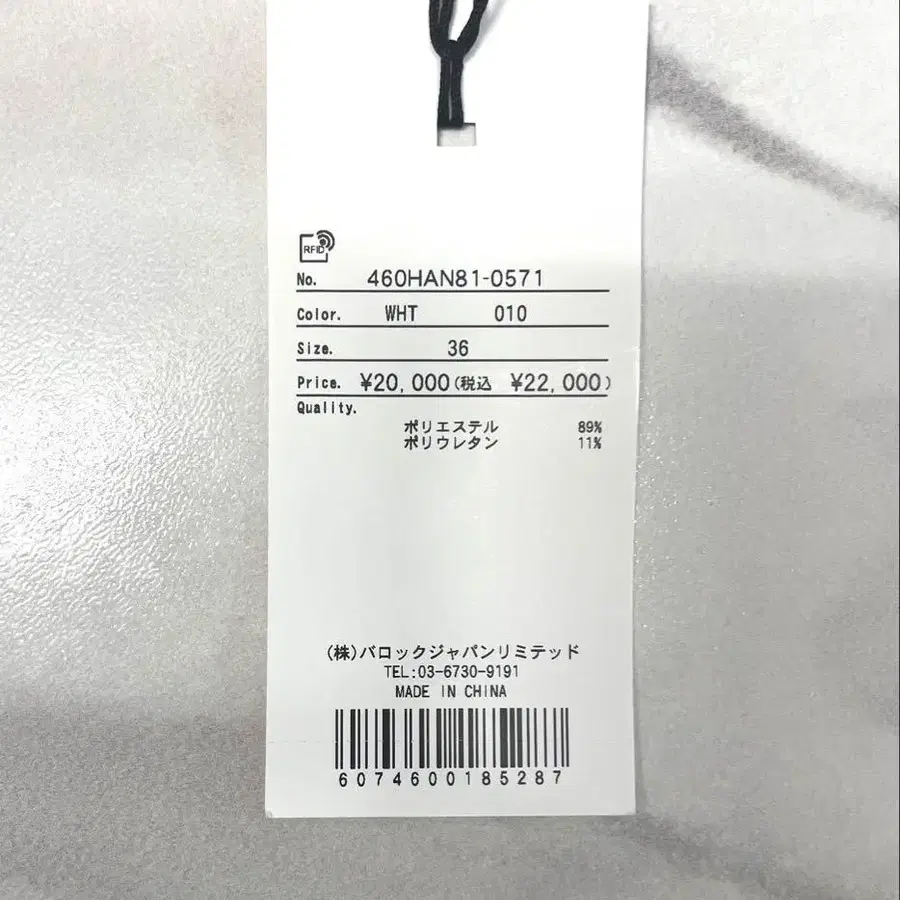 RFID
No. 460HAN81-0571
Color. WHT 010
Size. 36
Price. ¥20,000(税込 ¥22,000)
Quality.
ポリエステル 89%
ポリウレタン 11%
(株)バロックジャパンリミテッド
TEL:03-6730-9191
MADE IN CHINA
6074600185287